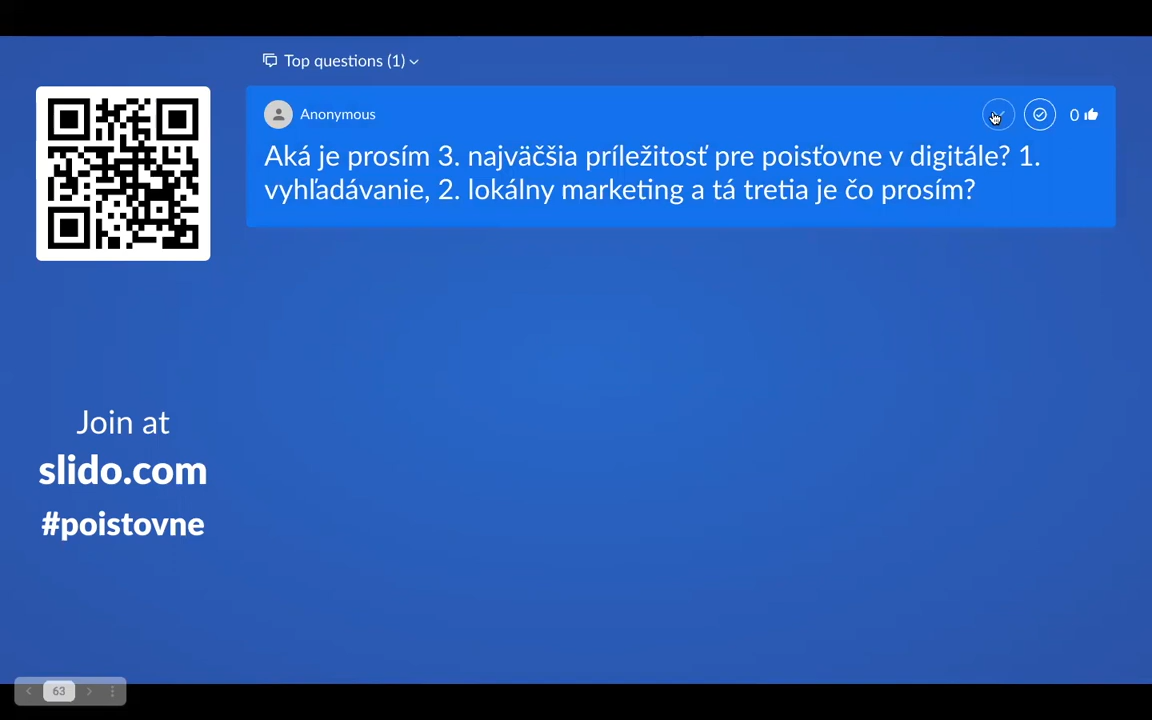 Top questions (1)
Anonymous
0
Aká je prosím 3. najväčšia príležitosť pre poisťovne v digitále? 1.
vyhľadávanie, 2. lokálny marketing a tá tretia je čo prosím?
Join at
slido.com
#poistovne
63